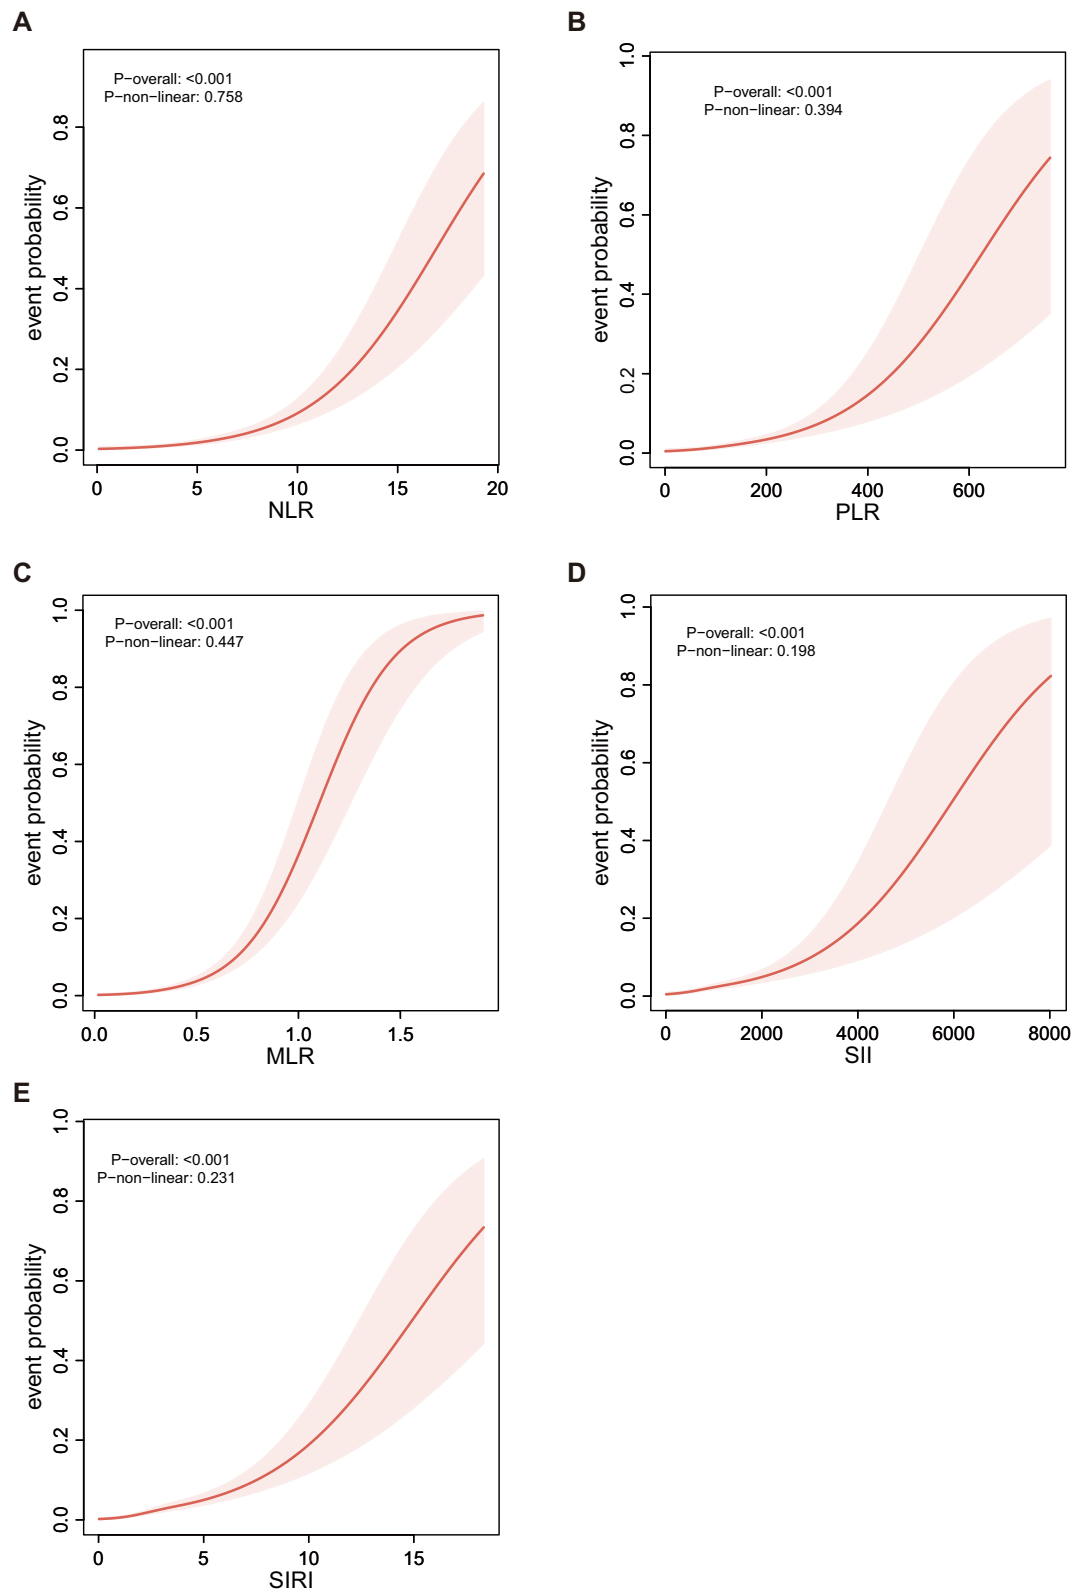 A
P−overall: <0.001
P−non−linear: 0.758
event probability
0.0
0.2
0.4
0.6
0.8
0 5 10 15 20
NLR
B
P−overall: <0.001
P−non−linear: 0.394
event probability
0.0
0.2
0.4
0.6
0.8
1.0
0 200 400 600
PLR
C
P−overall: <0.001
P−non−linear: 0.447
event probability
0.0
0.2
0.4
0.6
0.8
1.0
0.0 0.5 1.0 1.5
MLR
D
P−overall: <0.001
P−non−linear: 0.198
event probability
0.0
0.2
0.4
0.6
0.8
1.0
0 2000 4000 6000 8000
SII
E
P−overall: <0.001
P−non−linear: 0.231
event probability
0.0
0.2
0.4
0.6
0.8
1.0
0 5 10 15
SIRI